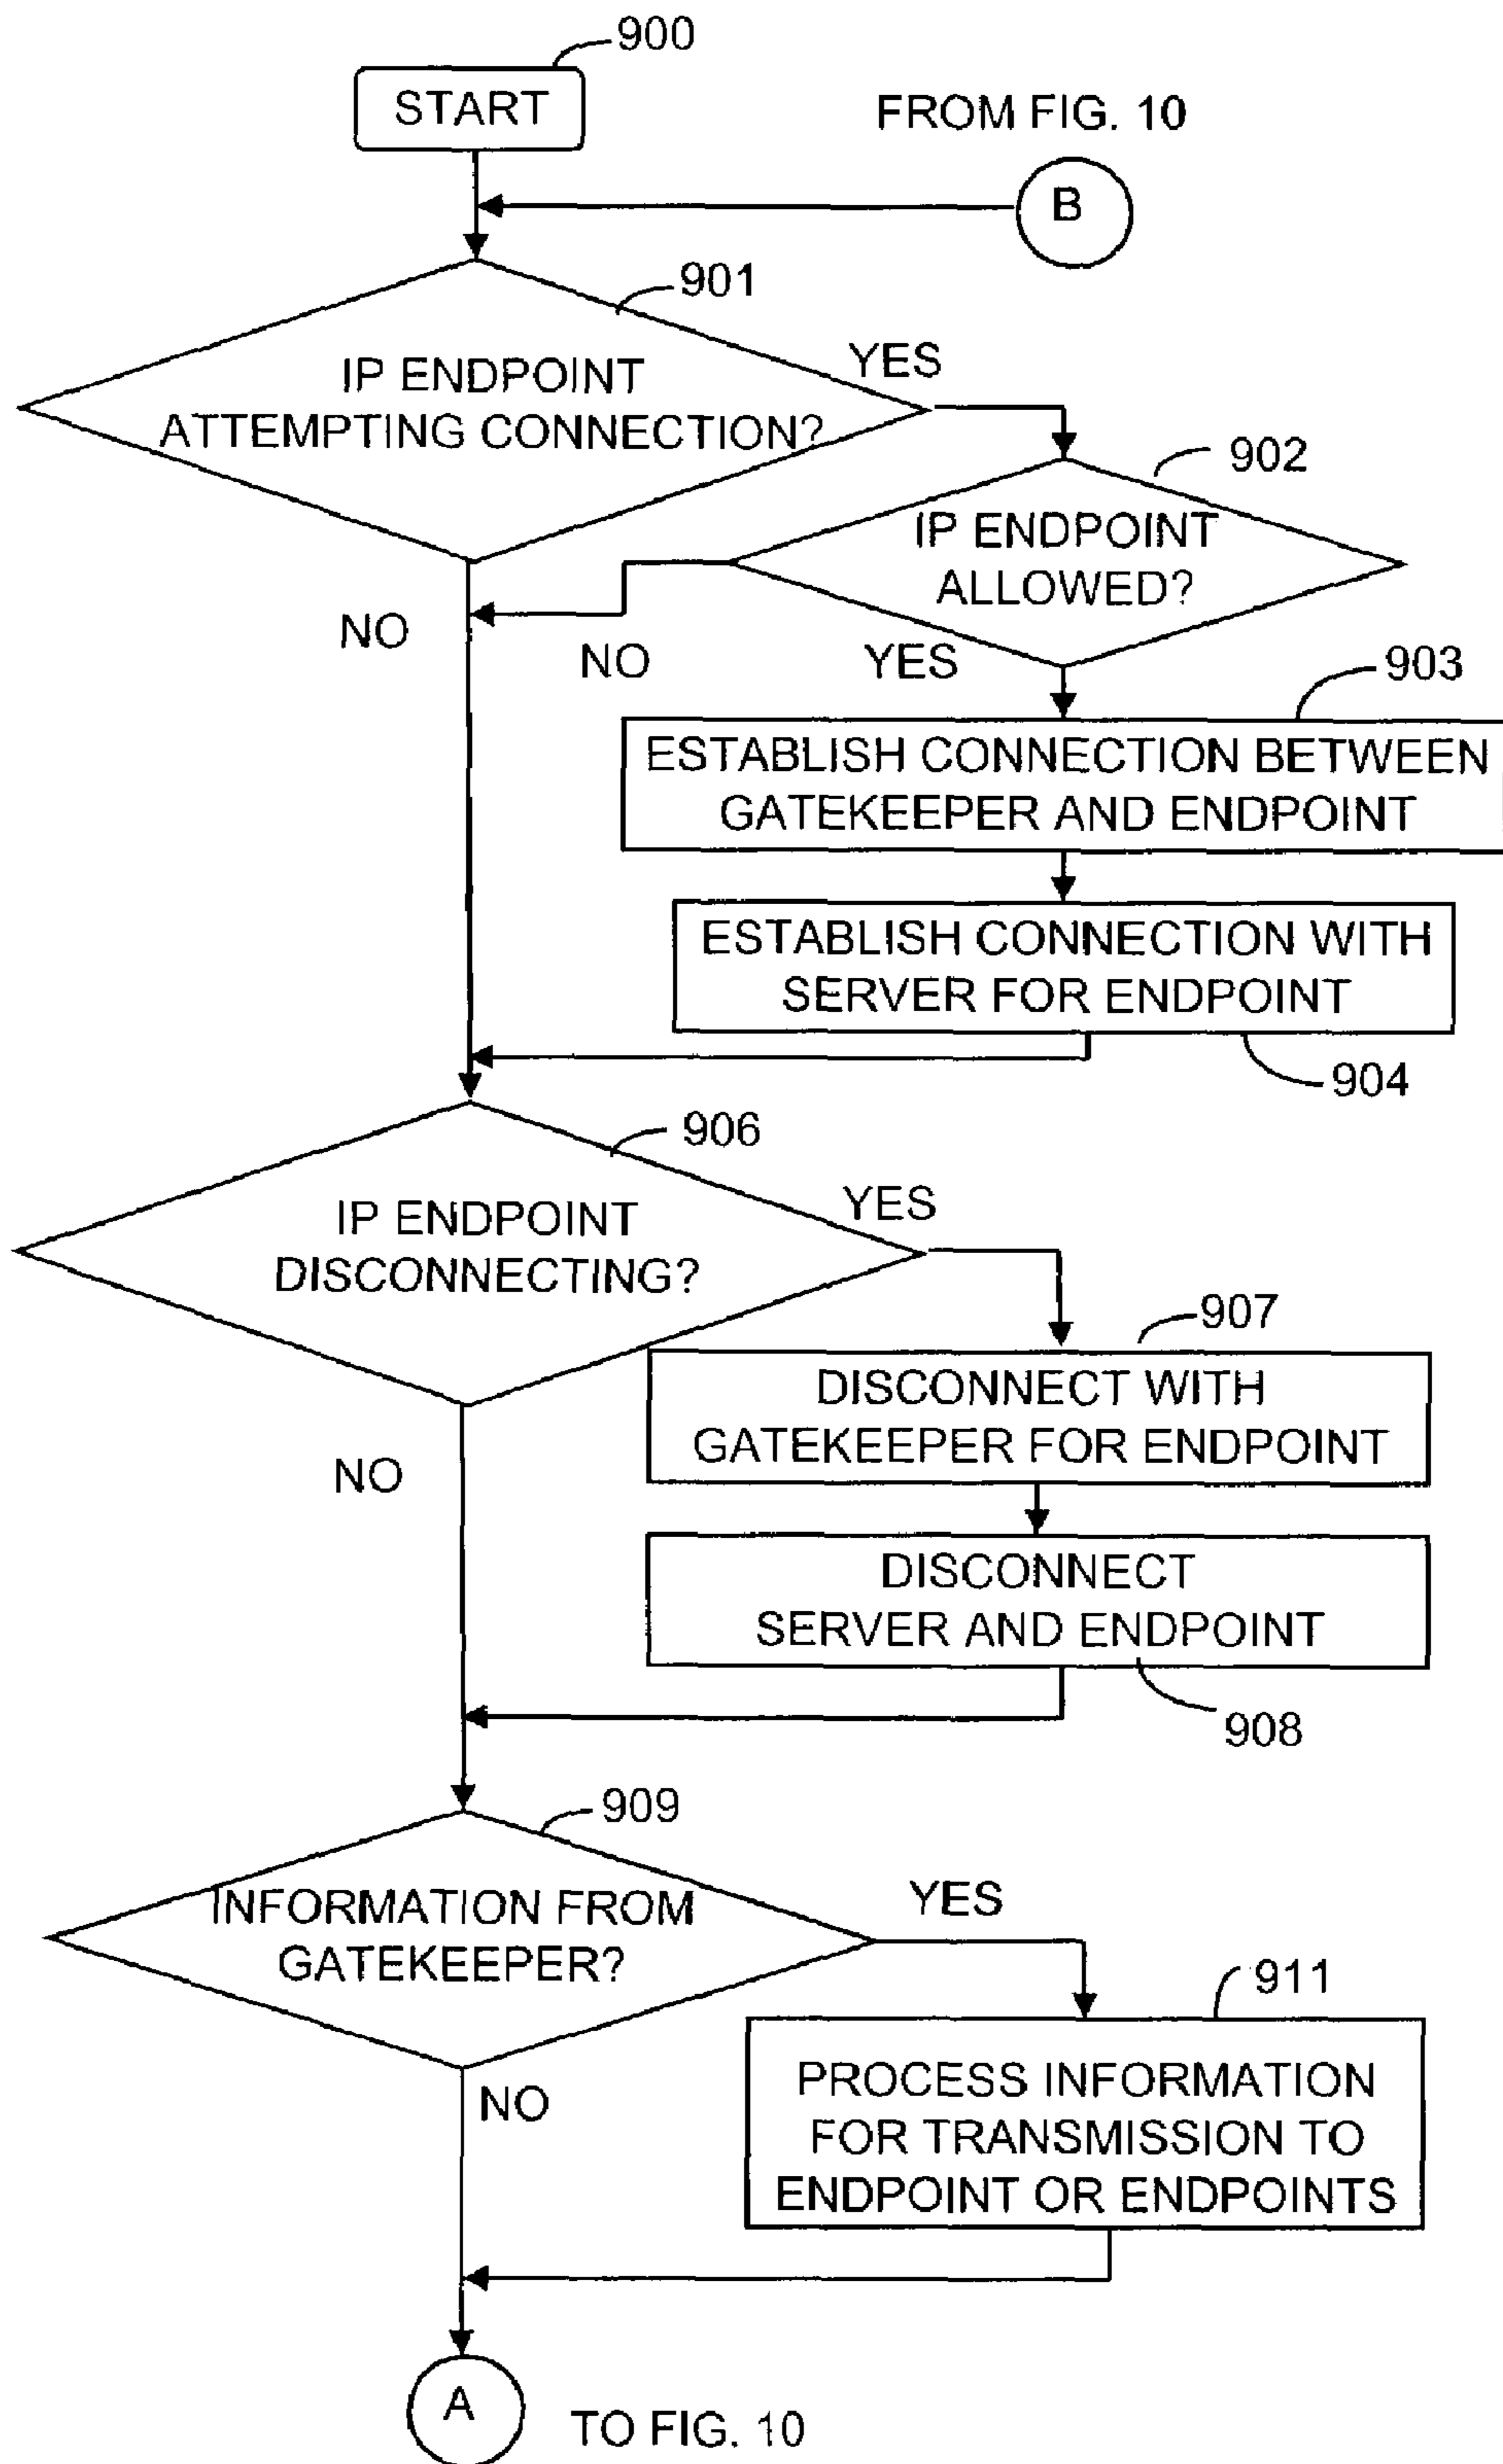 900
START
FROM FIG. 10
B
901
IP ENDPOINT
ATTEMPTING CONNECTION?
YES
902
IP ENDPOINT
ALLOWED?
NO
NO
YES
903
ESTABLISH CONNECTION BETWEEN
GATEKEEPER AND ENDPOINT
ESTABLISH CONNECTION WITH
SERVER FOR ENDPOINT
904
906
IP ENDPOINT
DISCONNECTING?
YES
907
DISCONNECT WITH
GATEKEEPER FOR ENDPOINT
NO
DISCONNECT
SERVER AND ENDPOINT
908
909
INFORMATION FROM
GATEKEEPER?
YES
911
PROCESS INFORMATION
FOR TRANSMISSION TO
ENDPOINT OR ENDPOINTS
NO
A
TO FIG. 10